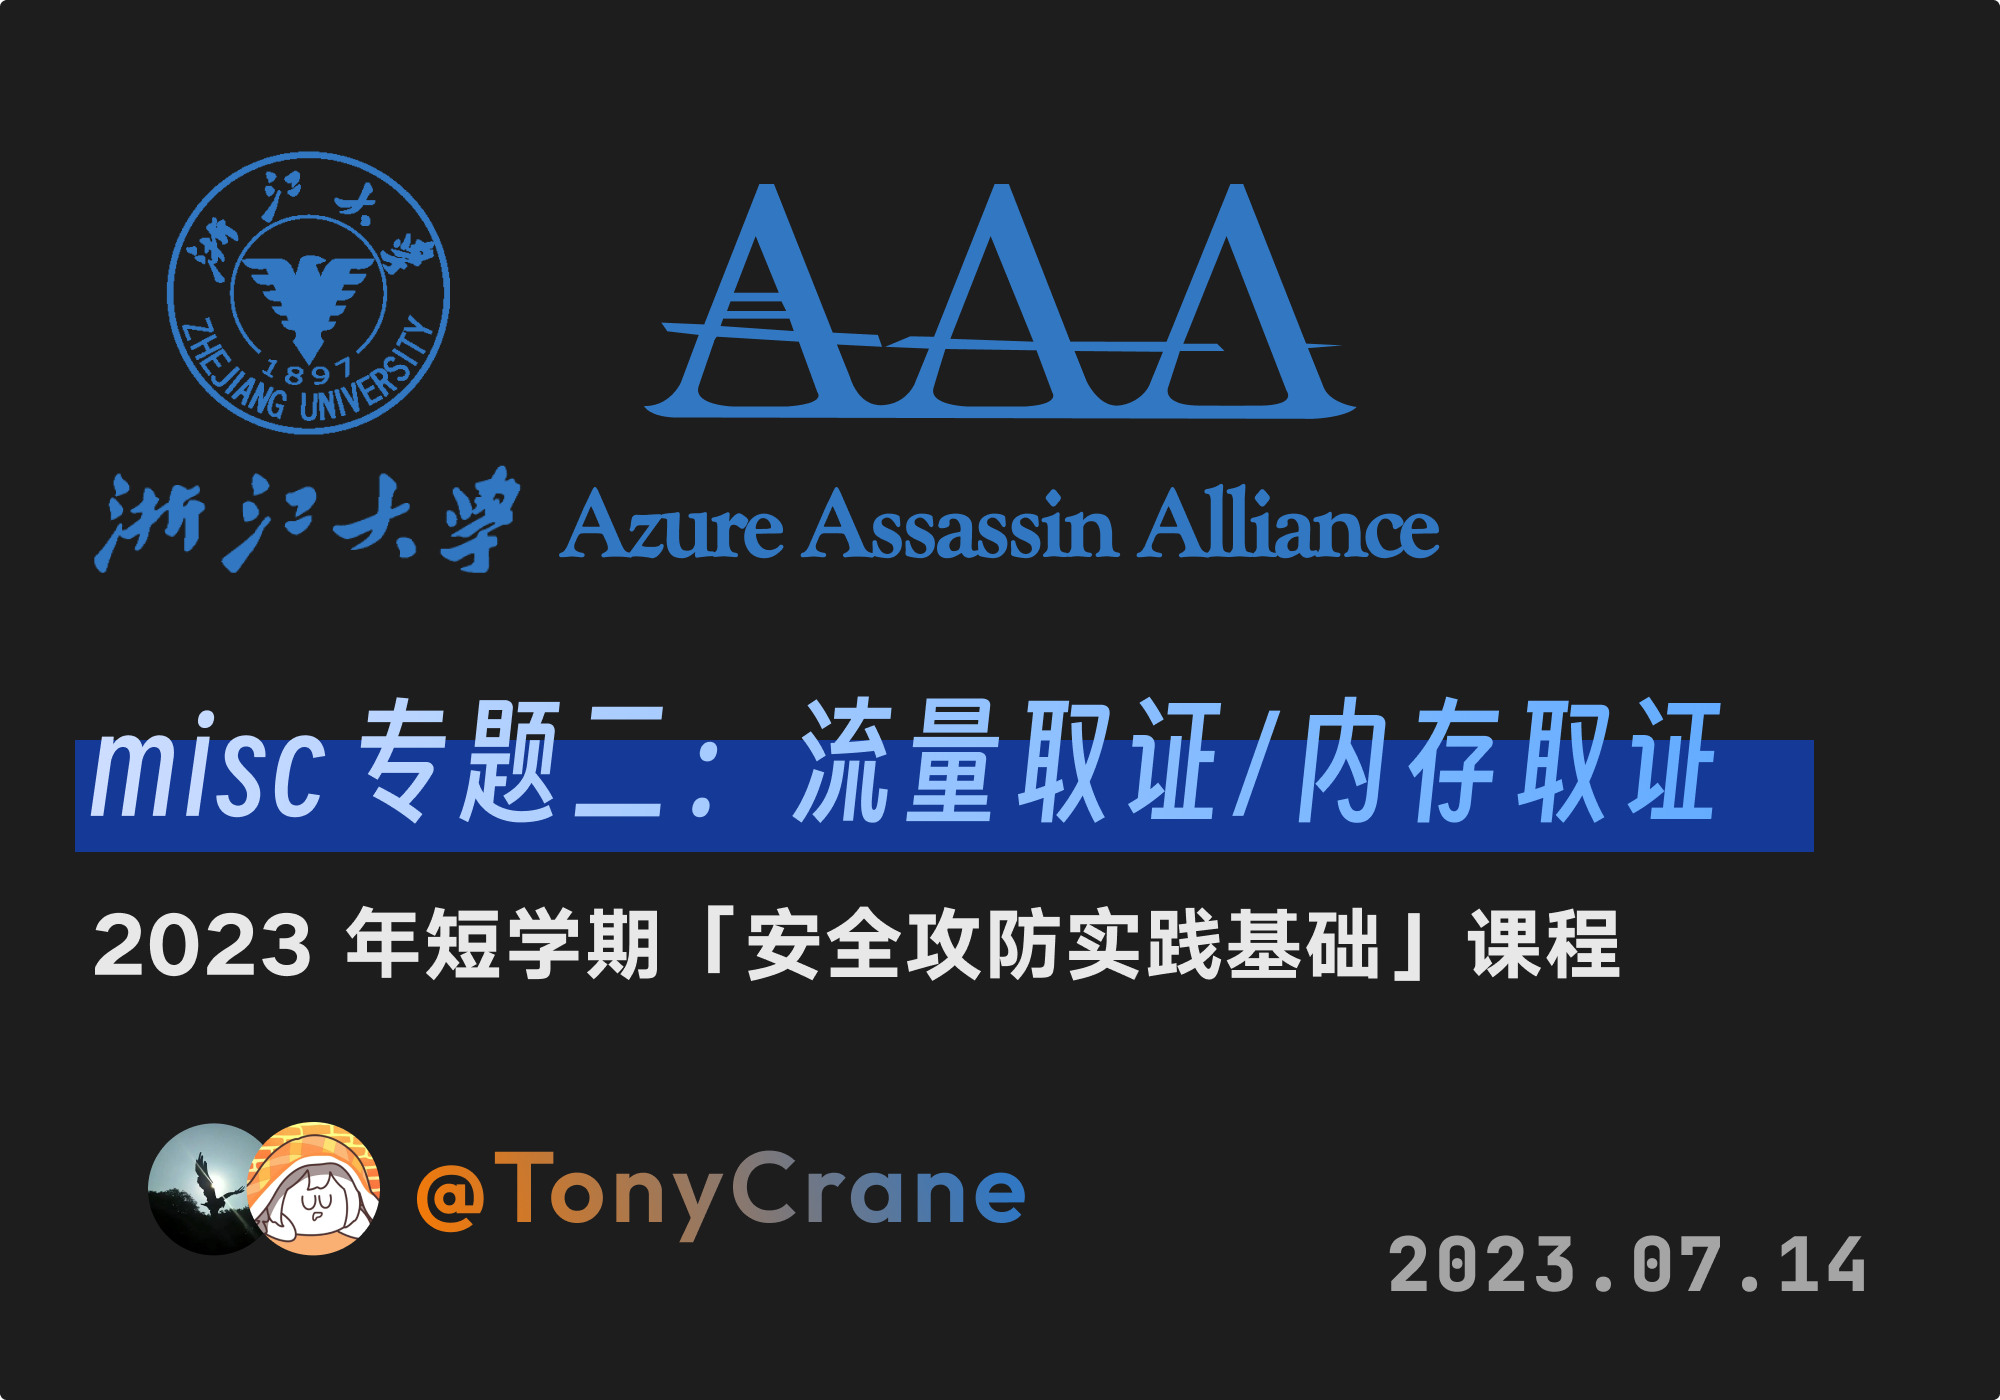 浙江大學
ZHEJIANG UNIVERSITY
1897
AAA
浙江大學
Azure Assassin Alliance
misc 专题二：流量取证/内存取证
2023 年短学期「安全攻防实践基础」课程
@TonyCrane
2023.07.14